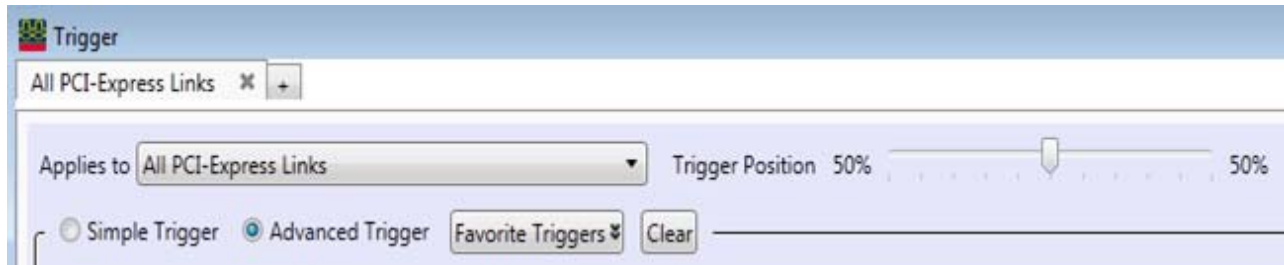 Trigger
All PCI-Express Links +
Applies to All PCI-Express Links Trigger Position 50% 50%
Simple Trigger Advanced Trigger Favorite Triggers Clear